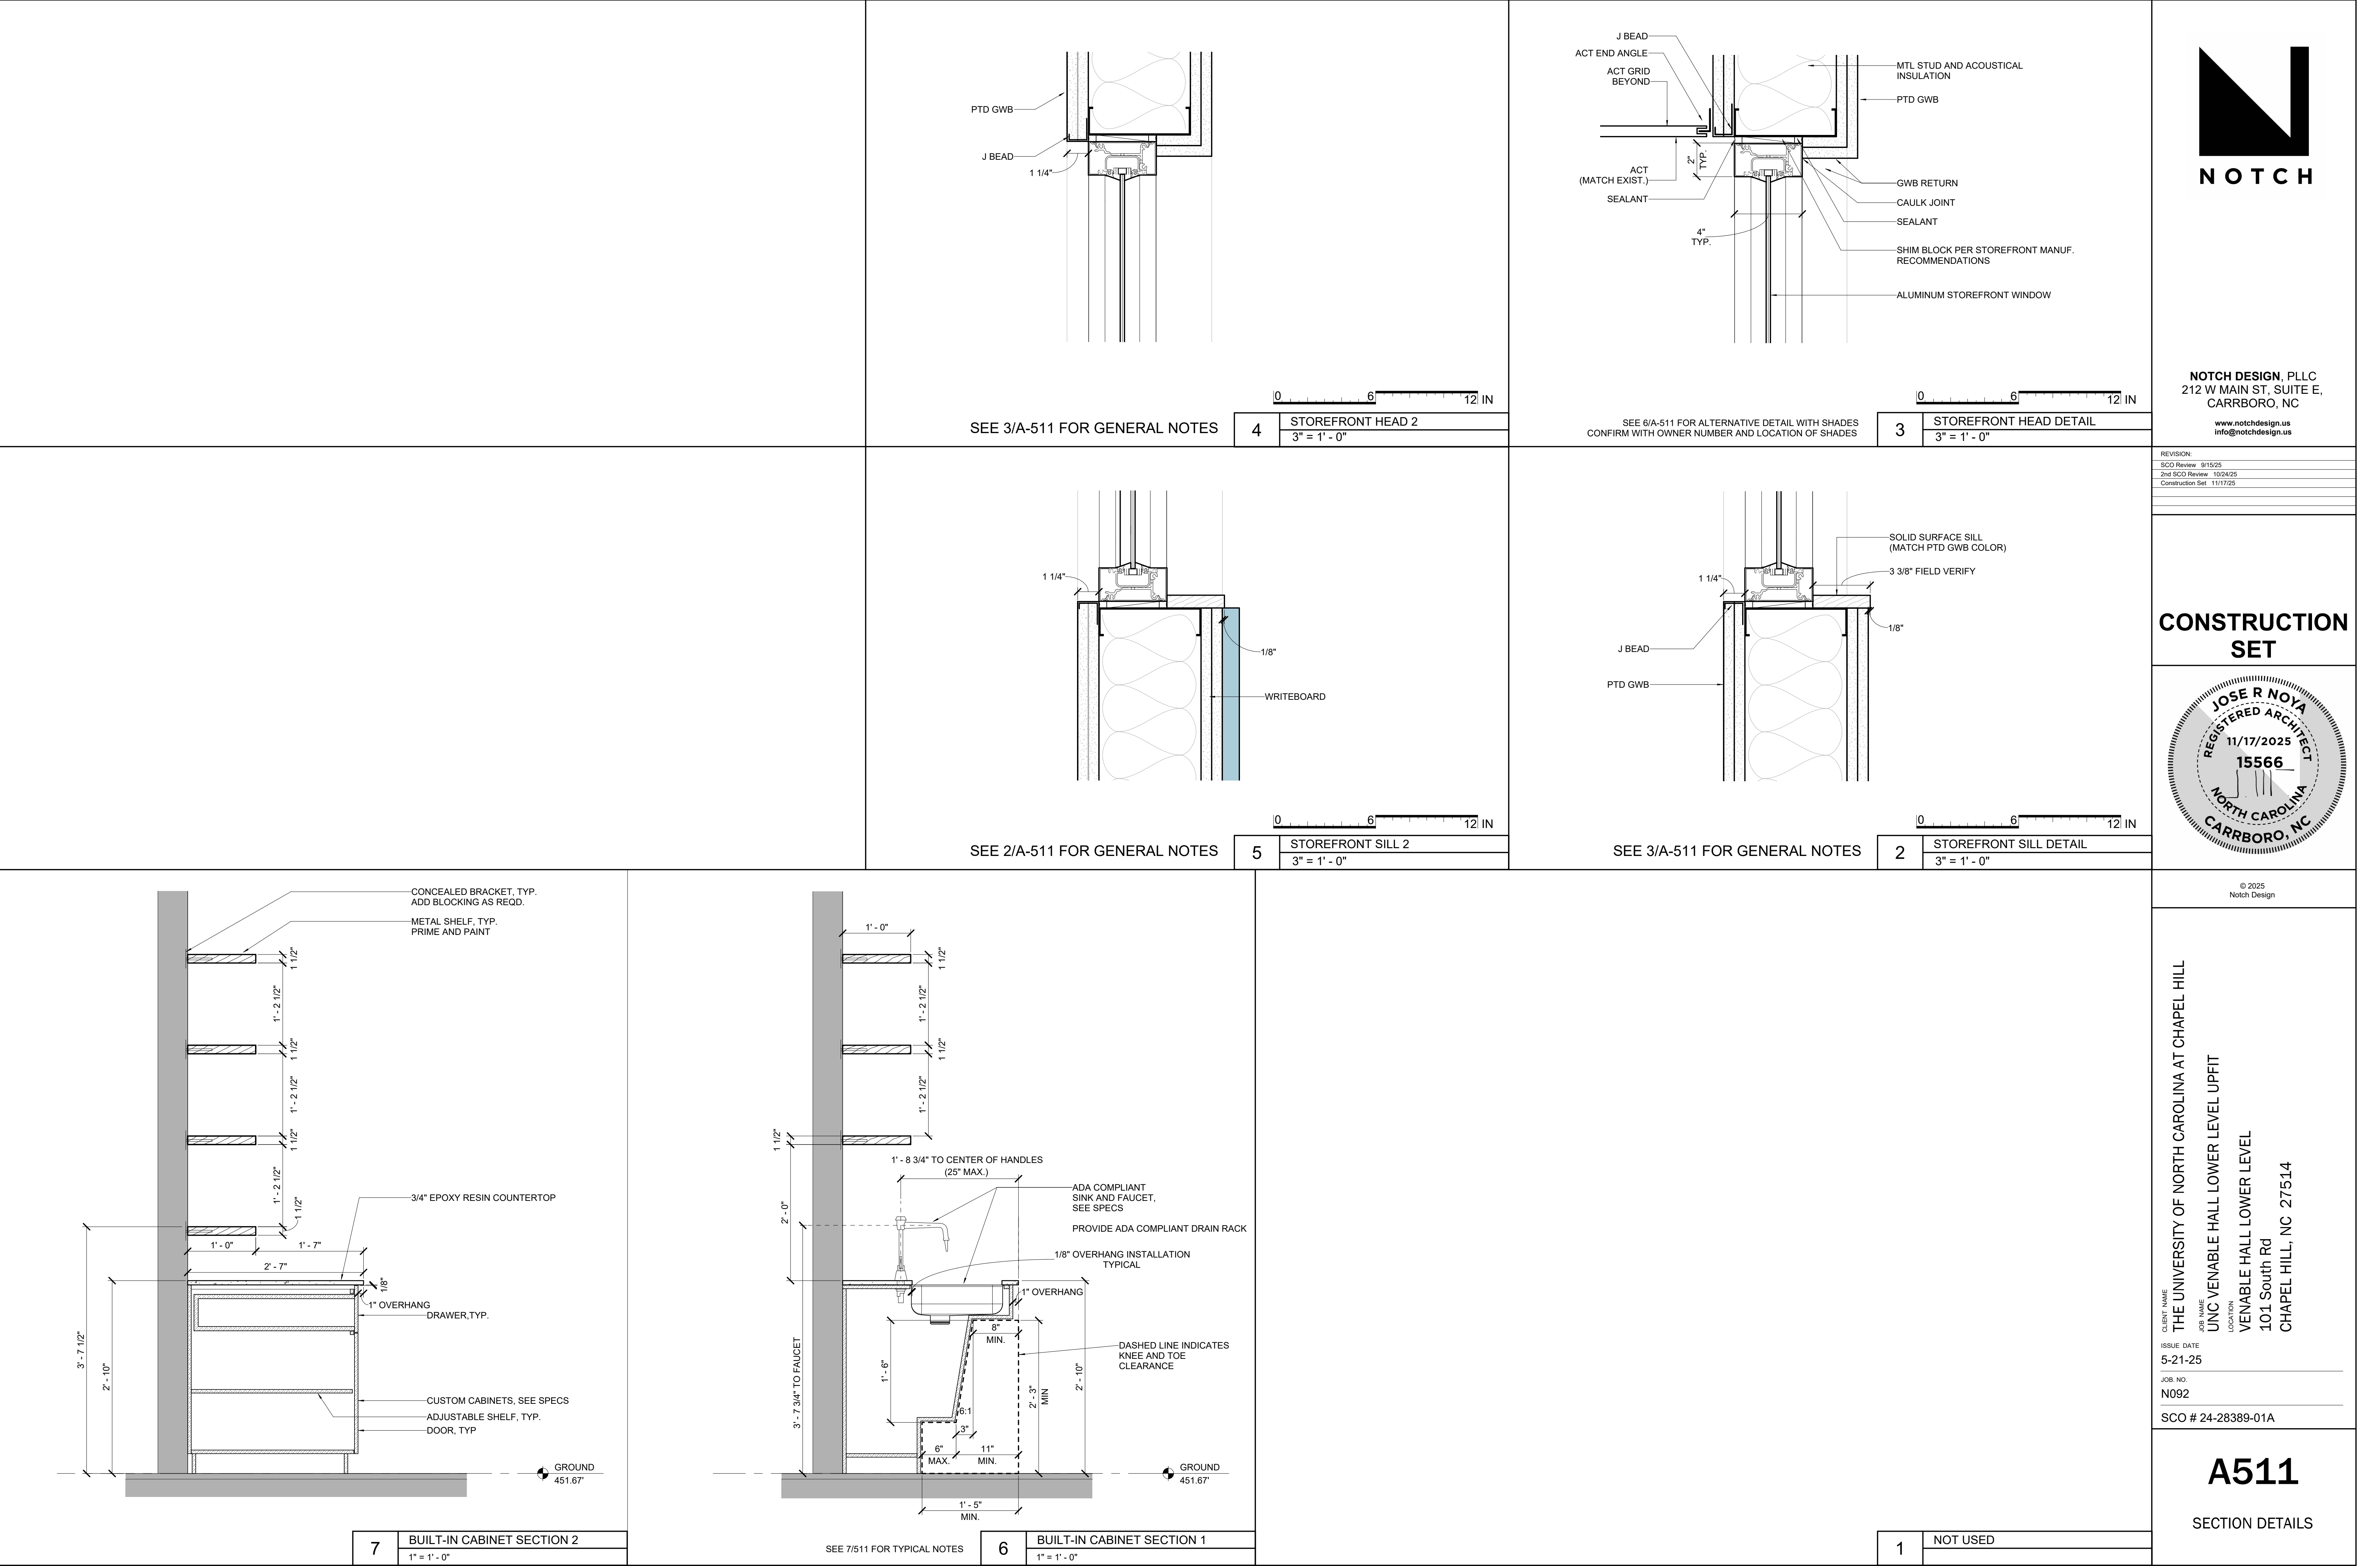 PTD GWB
J BEAD
1 1/4"
SEE 3/A-511 FOR GENERAL NOTES
0 6 12 IN
4
STOREFRONT HEAD 2
3" = 1' - 0"
J BEAD
ACT END ANGLE
ACT GRID
BEYOND
ACT
(MATCH EXIST.)
SEALANT
2"
TYP.
4"
TYP.
MTL STUD AND ACOUSTICAL
INSULATION
PTD GWB
GWB RETURN
CAULK JOINT
SEALANT
SHIM BLOCK PER STOREFRONT MANUF.
RECOMMENDATIONS
ALUMINUM STOREFRONT WINDOW
0 6 12 IN
SEE 6/A-511 FOR ALTERNATIVE DETAIL WITH SHADES
CONFIRM WITH OWNER NUMBER AND LOCATION OF SHADES
3
STOREFRONT HEAD DETAIL
3" = 1' - 0"
1 1/4"
1/8"
WRITEBOARD
0 6 12 IN
SEE 2/A-511 FOR GENERAL NOTES
5
STOREFRONT SILL 2
3" = 1' - 0"
SOLID SURFACE SILL
(MATCH PTD GWB COLOR)
3 3/8" FIELD VERIFY
1 1/4"
1/8"
J BEAD
PTD GWB
0 6 12 IN
SEE 3/A-511 FOR GENERAL NOTES
2
STOREFRONT SILL DETAIL
3" = 1' - 0"
CONCEALED BRACKET, TYP.
ADD BLOCKING AS REQD.
METAL SHELF, TYP.
PRIME AND PAINT
1 1/2"
1' - 2 1/2"
1 1/2"
1' - 2 1/2"
1 1/2"
1' - 2 1/2"
1 1/2"
3/4" EPOXY RESIN COUNTERTOP
1' - 0"
1' - 7"
2' - 7"
1/8"
1" OVERHANG
DRAWER,TYP.
3' - 7 1/2"
2' - 10"
CUSTOM CABINETS, SEE SPECS
ADJUSTABLE SHELF, TYP.
DOOR, TYP
GROUND
451.67'
7
BUILT-IN CABINET SECTION 2
1" = 1' - 0"
1' - 0"
1 1/2"
1' - 2 1/2"
1 1/2"
1' - 2 1/2"
1 1/2"
2' - 0"
1' - 8 3/4" TO CENTER OF HANDLES
(25" MAX.)
ADA COMPLIANT
SINK AND FAUCET,
SEE SPECS
PROVIDE ADA COMPLIANT DRAIN RACK
1/8" OVERHANG INSTALLATION
TYPICAL
1" OVERHANG
8"
MIN.
DASHED LINE INDICATES
KNEE AND TOE
CLEARANCE
3' - 7 3/4" TO FAUCET
1' - 6"
6:1
3"
6"
MAX.
11"
MIN.
2' - 3"
MIN
2' - 10"
GROUND
451.67'
1' - 5"
MIN.
SEE 7/511 FOR TYPICAL NOTES
6
BUILT-IN CABINET SECTION 1
1" = 1' - 0"
1
NOT USED
NOTCH
NOTCH DESIGN, PLLC
212 W MAIN ST, SUITE E,
CARRBORO, NC
www.notchdesign.us
info@notchdesign.us
REVISION:
SCO Review 9/15/25
2nd SCO Review 10/24/25
Construction Set 11/17/25
CONSTRUCTION
SET
JOSE R NOYA
REGISTERED ARCHITECT
11/17/2025
15566
NORTH CAROLINA
CARRBORO, NC
© 2025
Notch Design
CLIENT NAME
THE UNIVERSITY OF NORTH CAROLINA AT CHAPEL HILL
JOB NAME
UNC VENABLE HALL LOWER LEVEL UPFIT
LOCATION
VENABLE HALL LOWER LEVEL
101 South Rd
CHAPEL HILL, NC 27514
ISSUE DATE
5-21-25
JOB. NO.
N092
SCO # 24-28389-01A
A511
SECTION DETAILS